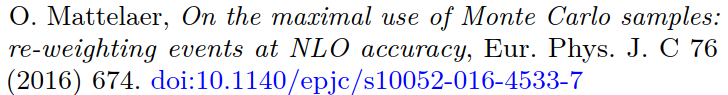 O. Mattelaer, On the maximal use of Monte Carlo samples:
re-weighting events at NLO accuracy, Eur. Phys. J. C 76
(2016) 674. doi:10.1140/epjc/s10052-016-4533-7